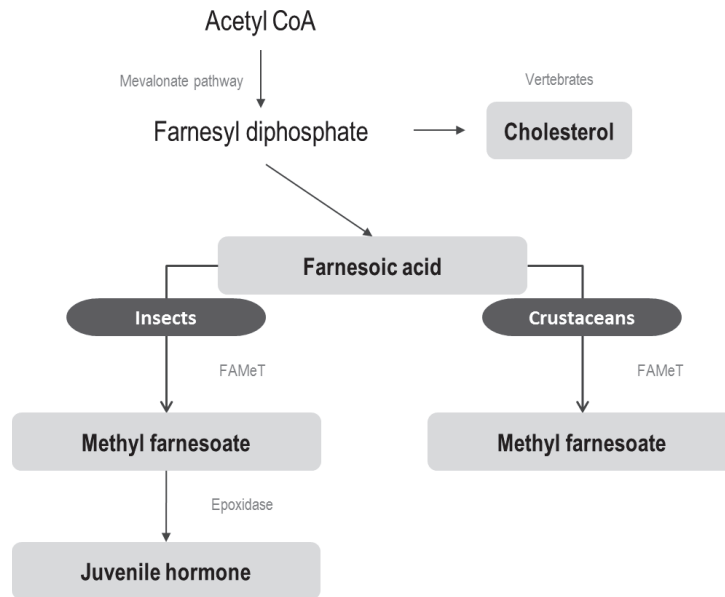 Acetyl CoA
Mevalonate pathway
Vertebrates
Farnesyl diphosphate
Cholesterol
Farnesoic acid
Insects
Crustaceans
FAMeT
FAMeT
Methyl farnesoate
Methyl farnesoate
Epoxidase
Juvenile hormone